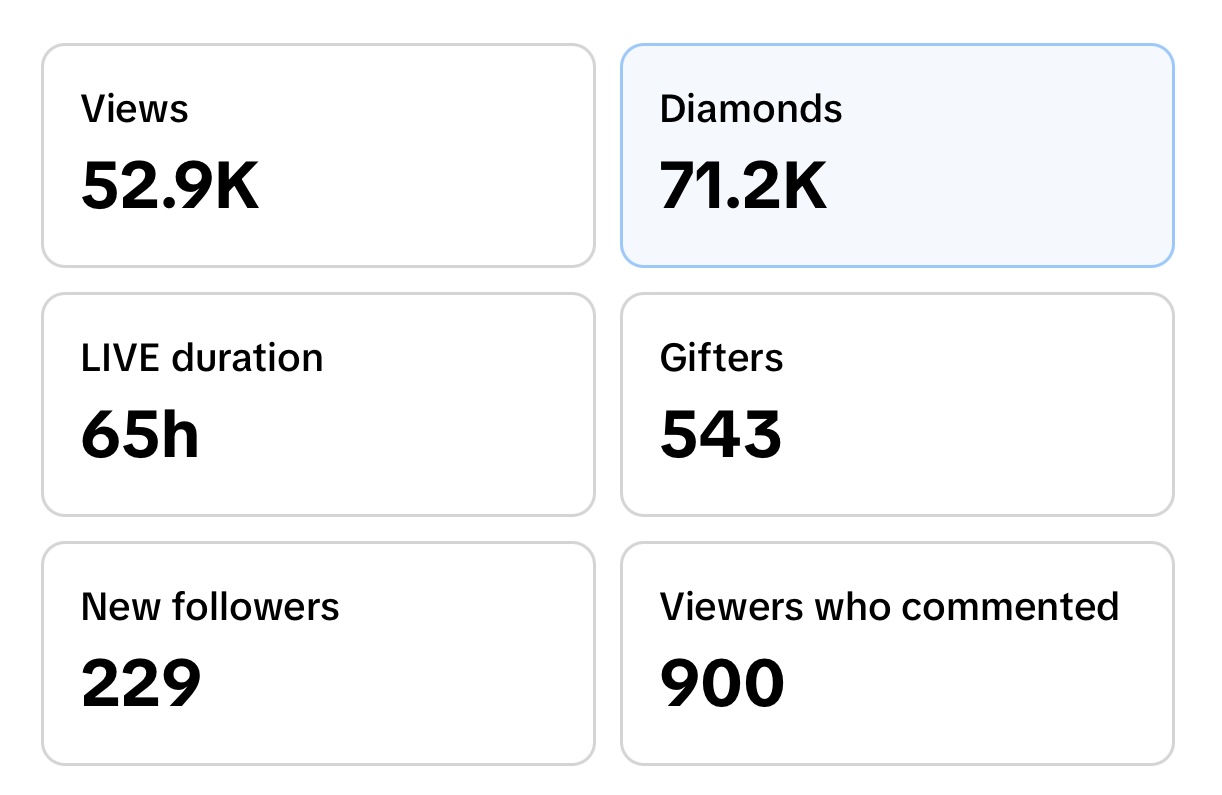 Views
52.9K
Diamonds
71.2K
LIVE duration
65h
Gifters
543
New followers
229
Viewers who commented
900